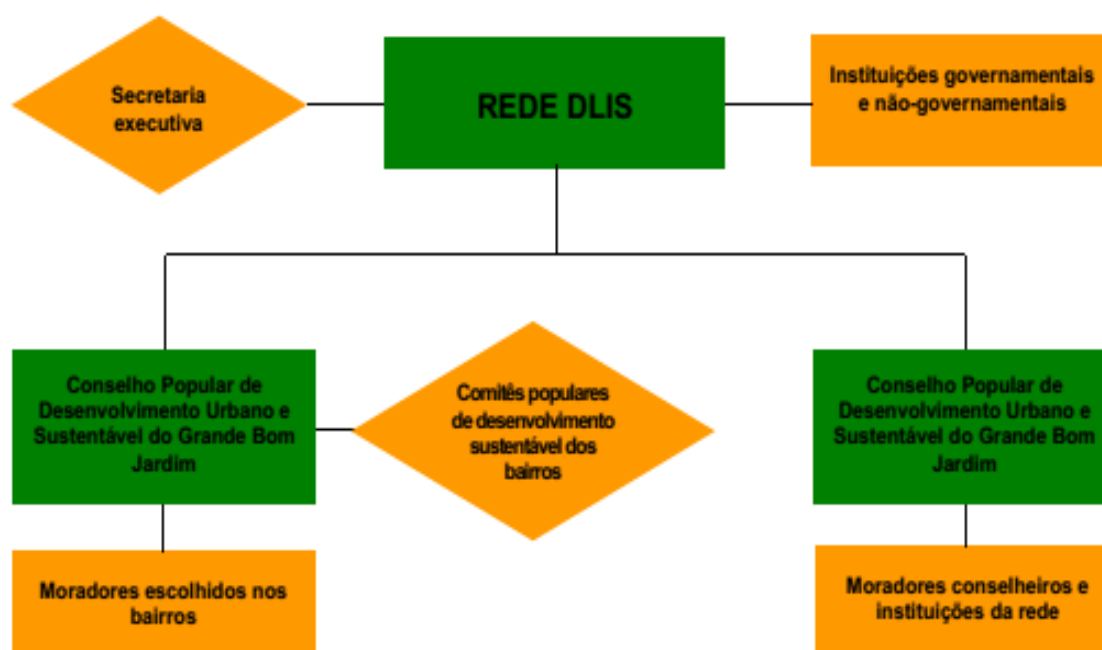 Secretaria
executiva
REDE DLIS
Instituições governamentais
e não-governamentais
Conselho Popular de
Desenvolvimento Urbano e
Sustentável do Grande Bom
Jardim
Comitês populares
de desenvolvimento
sustentável dos
bairros
Conselho Popular de
Desenvolvimento Urbano e
Sustentável do Grande Bom
Jardim
Moradores escolhidos nos
bairros
Moradores conselheiros e
instituições da rede